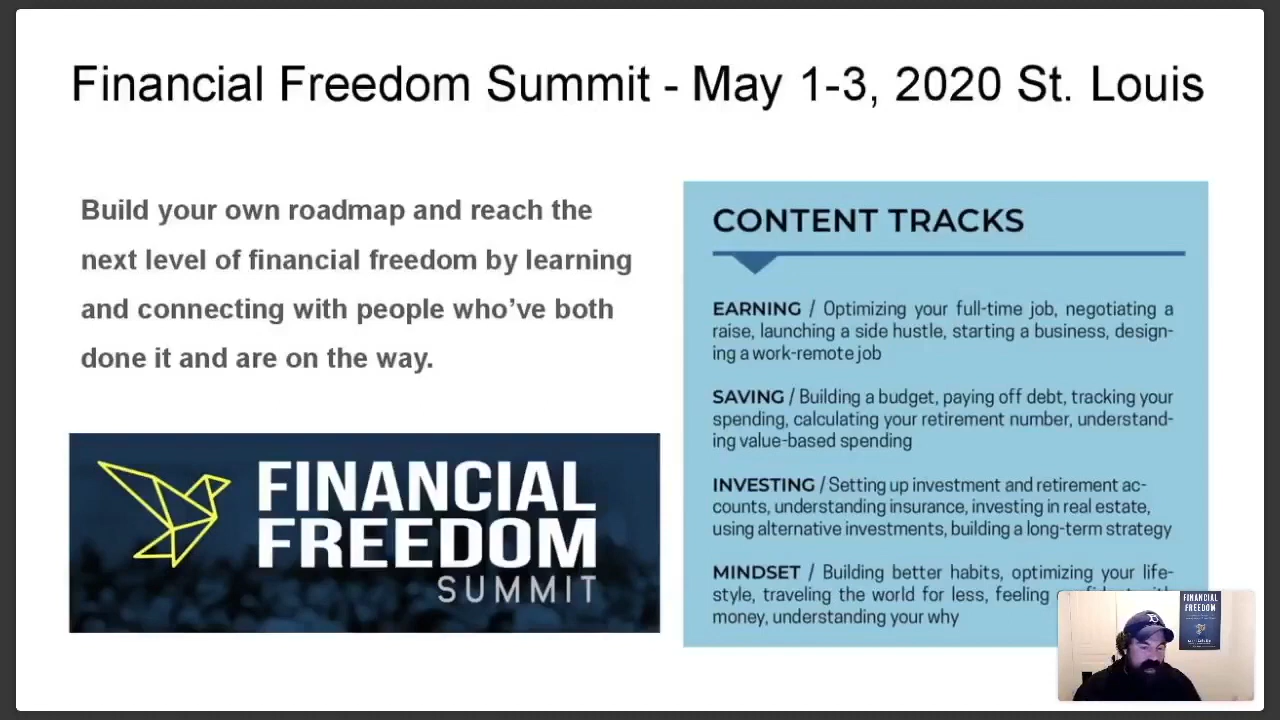 Financial Freedom Summit - May 1-3, 2020 St. Louis
Build your own roadmap and reach the
next level of financial freedom by learning
and connecting with people who’ve both
done it and are on the way.
FINANCIAL
FREEDOM
SUMMIT
CONTENT TRACKS
EARNING / Optimizing your full-time job, negotiating a
raise, launching a side hustle, starting a business, design-
ing a work-remote job
SAVING / Building a budget, paying off debt, tracking your
spending, calculating your retirement number, understand-
ing value-based spending
INVESTING / Setting up investment and retirement ac-
counts, understanding insurance, investing in real estate,
using alternative investments, building a long-term strategy
MINDSET / Building better habits, optimizing your life-
style, traveling the world for less, feeling
money, understanding your why
FINANCIAL
FREEDOM